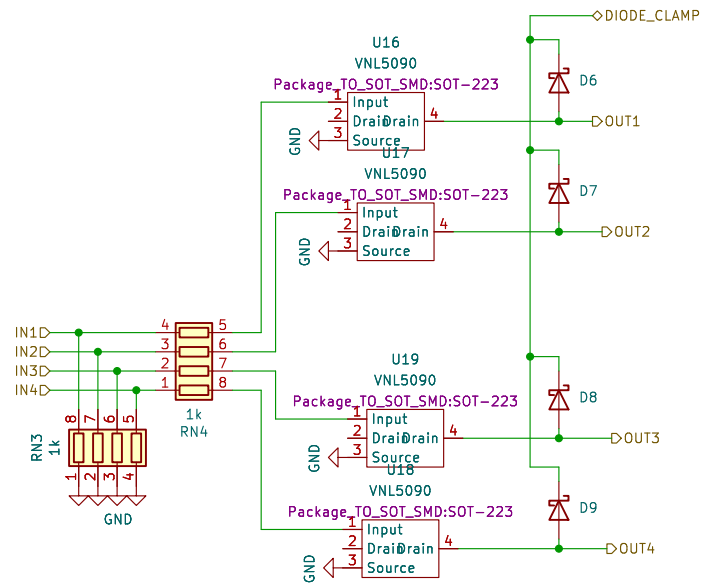 DIODE_CLAMP
U16
VNL5090
Package_TO_SOT_SMD:SOT-223
1 Input
2 Drain Drain 4
3 Source
GND
D6
OUT1
U17
VNL5090
Package_TO_SOT_SMD:SOT-223
1 Input
2 Drain Drain 4
3 Source
GND
D7
OUT2
IN1 4 5
IN2 3 6
IN3 2 7
IN4 1 8
1k
RN4
U19
VNL5090
Package_TO_SOT_SMD:SOT-223
1 Input
2 Drain Drain 4
3 Source
GND
D8
OUT3
8 7 6 5
RN3
1k
1 2 3 4
GND
U18
VNL5090
Package_TO_SOT_SMD:SOT-223
1 Input
2 Drain Drain 4
3 Source
GND
D9
OUT4